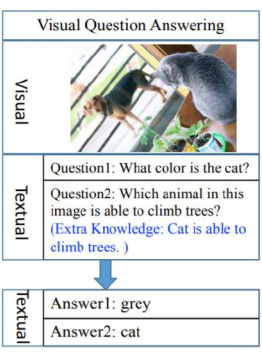 Visual Question Answering
Visual
Textual
Question1: What color is the cat?
Question2: Which animal in this
image is able to climb trees?
(Extra Knowledge: Cat is able to
climb trees. )
Textual
Answer1: grey
Answer2: cat